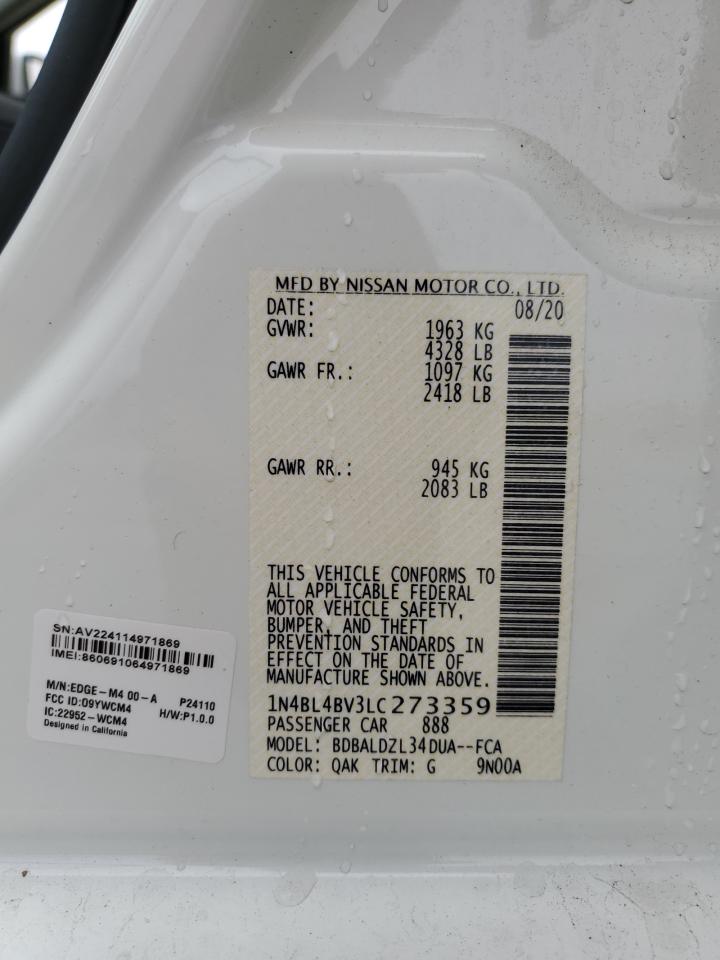 MFD BY NISSAN MOTOR CO., LTD.
DATE: 08/20
GVWR: 1963 KG
4328 LB
GAWR FR.: 1097 KG
2418 LB
GAWR RR.: 945 KG
2083 LB
THIS VEHICLE CONFORMS TO
ALL APPLICABLE FEDERAL
MOTOR VEHICLE SAFETY,
BUMPER, AND THEFT
PREVENTION STANDARDS IN
EFFECT ON THE DATE OF
MANUFACTURE SHOWN ABOVE.
1N4BL4BV3LC273359
PASSENGER CAR 888
MODEL: BDBALDZL34DUA--FCA
COLOR: QAK TRIM: G 9N00A
SN:AV224114971869
IMEI:860691064971869
M/N:EDGE-M4 00-A P24110
FCC ID:O9YWCM4 H/W:P1.0.0
IC:22952-WCM4
Designed in California